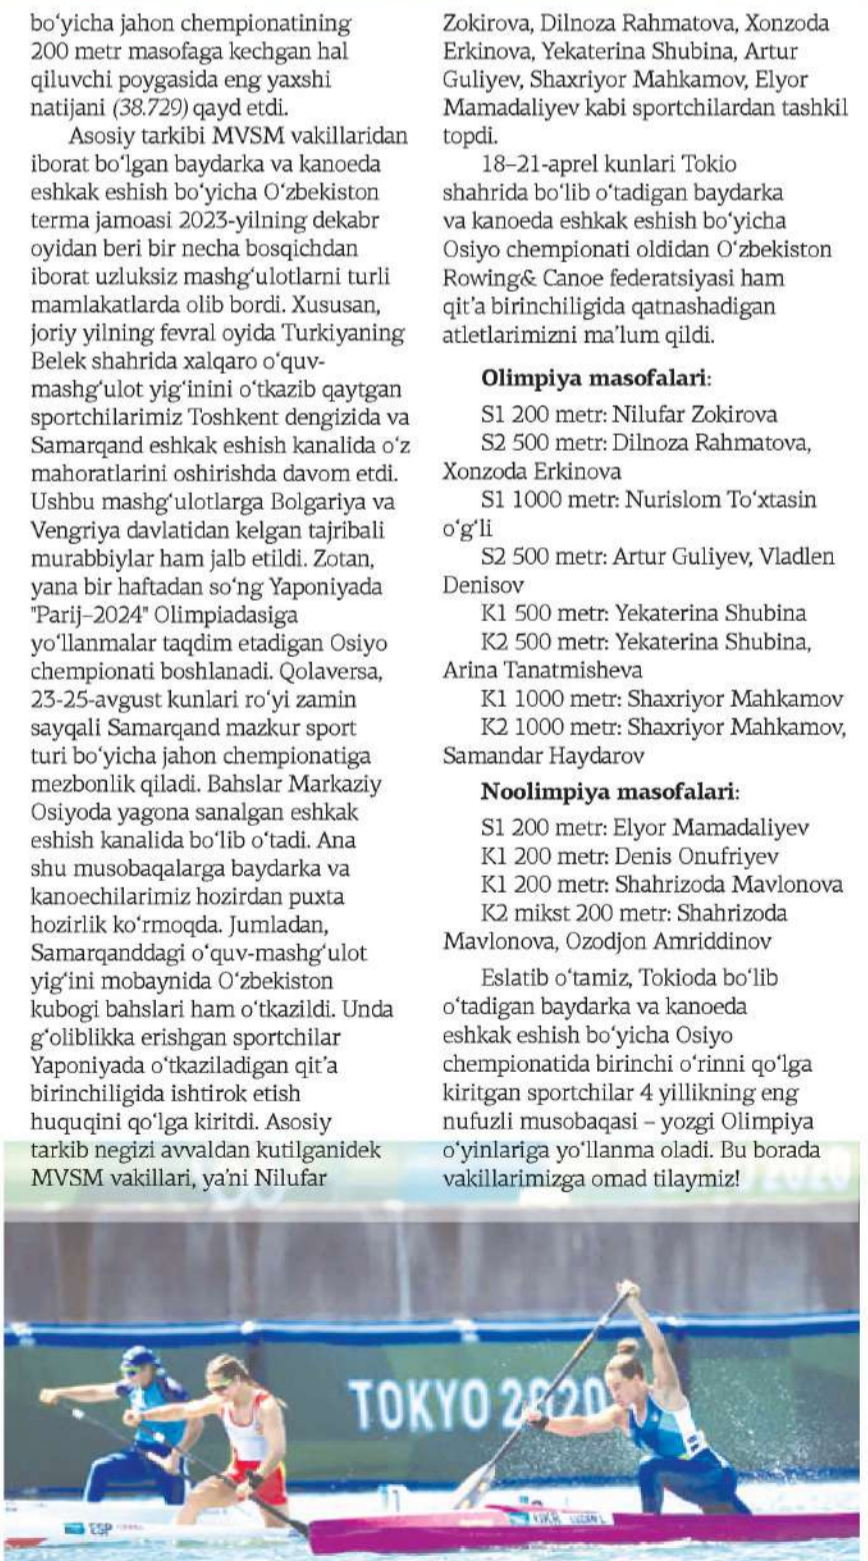 bo‘yicha jahon chempionatining
200 metr masofaga kechgan hal
qiluvchi poygasida eng yaxshi
natijani (38.729) qayd etdi.
Asosiy tarkibi MVSM vakillaridan
iborat bo‘lgan baydarka va kanoeda
eshkak eshish bo‘yicha O‘zbekiston
terma jamoasi 2023-yilning dekabr
oyidan beri bir necha bosqichdan
iborat uzluksiz mashg‘ulotlarni turli
mamlakatlarda olib bordi. Xususan,
joriy yilning fevral oyida Turkiyaning
Belek shahrida xalqaro o‘quv-
mashg‘ulot yig‘inini o‘tkazib qaytgan
sportchilarimiz Toshkent dengizida va
Samarqand eshkak eshish kanalida o‘z
mahoratlarini oshirishda davom etdi.
Ushbu mashg‘ulotlarga Bolgariya va
Vengriya davlatidan kelgan tajribali
murabbiylar ham jalb etildi. Zotan,
yana bir haftadan so‘ng Yaponiyada
"Parij–2024" Olimpiadasiga
yo‘llanmalar taqdim etadigan Osiyo
chempionati boshlanadi. Qolaversa,
23-25-avgust kunlari ro‘yi zamin
sayqali Samarqand mazkur sport
turi bo‘yicha jahon chempionatiga
mezbonlik qiladi. Bahslar Markaziy
Osiyoda yagona sanalgan eshkak
eshish kanalida bo‘lib o‘tadi. Ana
shu musobaqalarga baydarka va
kanoechilarimiz hozirdan puxta
hozirlik ko‘rmoqda. Jumladan,
Samarqanddagi o‘quv-mashg‘ulot
yig‘ini mobaynida O‘zbekiston
kubogi bahslari ham o‘tkazildi. Unda
g‘oliblikka erishgan sportchilar
Yaponiyada o‘tkaziladigan qit’a
birinchiligida ishtirok etish
huquqini qo‘lga kiritdi. Asosiy
tarkib negizi avvaldan kutilganidek
MVSM vakillari, ya’ni Nilufar
Zokirova, Dilnoza Rahmatova, Xonzoda
Erkinova, Yekaterina Shubina, Artur
Guliyev, Shaxriyor Mahkamov, Elyor
Mamadaliyev kabi sportchilardan tashkil
topdi.
18–21-aprel kunlari Tokio
shahrida bo‘lib o‘tadigan baydarka
va kanoeda eshkak eshish bo‘yicha
Osiyo chempionati oldidan O‘zbekiston
Rowing& Canoe federatsiyasi ham
qit’a birinchiligida qatnashadigan
atletlarimizni ma’lum qildi.
Olimpiya masofalari:
S1 200 metr: Nilufar Zokirova
S2 500 metr: Dilnoza Rahmatova,
Xonzoda Erkinova
S1 1000 metr: Nurislom To‘xtasin
o‘g‘li
S2 500 metr: Artur Guliyev, Vladlen
Denisov
K1 500 metr: Yekaterina Shubina
K2 500 metr: Yekaterina Shubina,
Arina Tanatmisheva
K1 1000 metr: Shaxriyor Mahkamov
K2 1000 metr: Shaxriyor Mahkamov,
Samandar Haydarov
Noolimpiya masofalari:
S1 200 metr: Elyor Mamadaliyev
K1 200 metr: Denis Onufriyev
K1 200 metr: Shahrizoda Mavlonova
K2 mikst 200 metr: Shahrizoda
Mavlonova, Ozodjon Amriddinov
Eslatib o‘tamiz, Tokioda bo‘lib
o‘tadigan baydarka va kanoeda
eshkak eshish bo‘yicha Osiyo
chempionatida birinchi o‘rinni qo‘lga
kiritgan sportchilar 4 yillikning eng
nufuzli musobaqasi – yozgi Olimpiya
o‘yinlariga yo‘llanma oladi. Bu borada
vakillarimizga omad tilaymiz!
TOKYO 2020
ESP
UKR